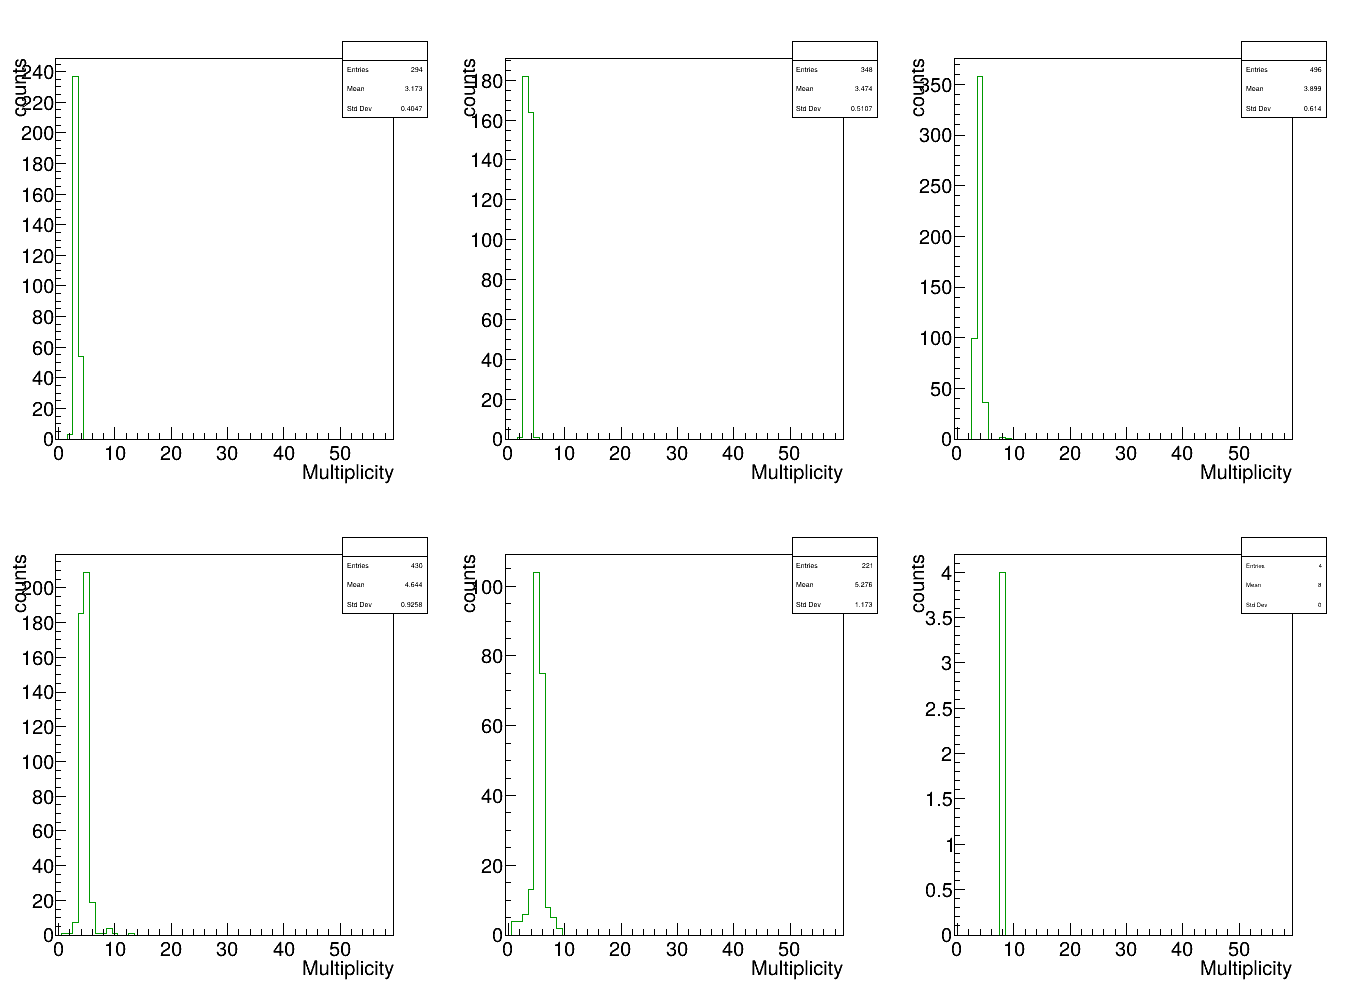 counts
240
220
200
180
160
140
120
100
80
60
40
20
0
0 10 20 30 40 50
Multiplicity
Entries 294
Mean 3.173
Std Dev 0.4047
counts
180
160
140
120
100
80
60
40
20
0
0 10 20 30 40 50
Multiplicity
Entries 348
Mean 3.474
Std Dev 0.5107
counts
350
300
250
200
150
100
50
0
0 10 20 30 40 50
Multiplicity
Entries 496
Mean 3.899
Std Dev 0.614
counts
200
180
160
140
120
100
80
60
40
20
0
0 10 20 30 40 50
Multiplicity
Entries 430
Mean 4.644
Std Dev 0.9258
counts
100
80
60
40
20
0
0 10 20 30 40 50
Multiplicity
Entries 221
Mean 5.276
Std Dev 1.173
counts
4
3.5
3
2.5
2
1.5
1
0.5
0
0 10 20 30 40 50
Multiplicity
Entries 4
Mean 8
Std Dev 0